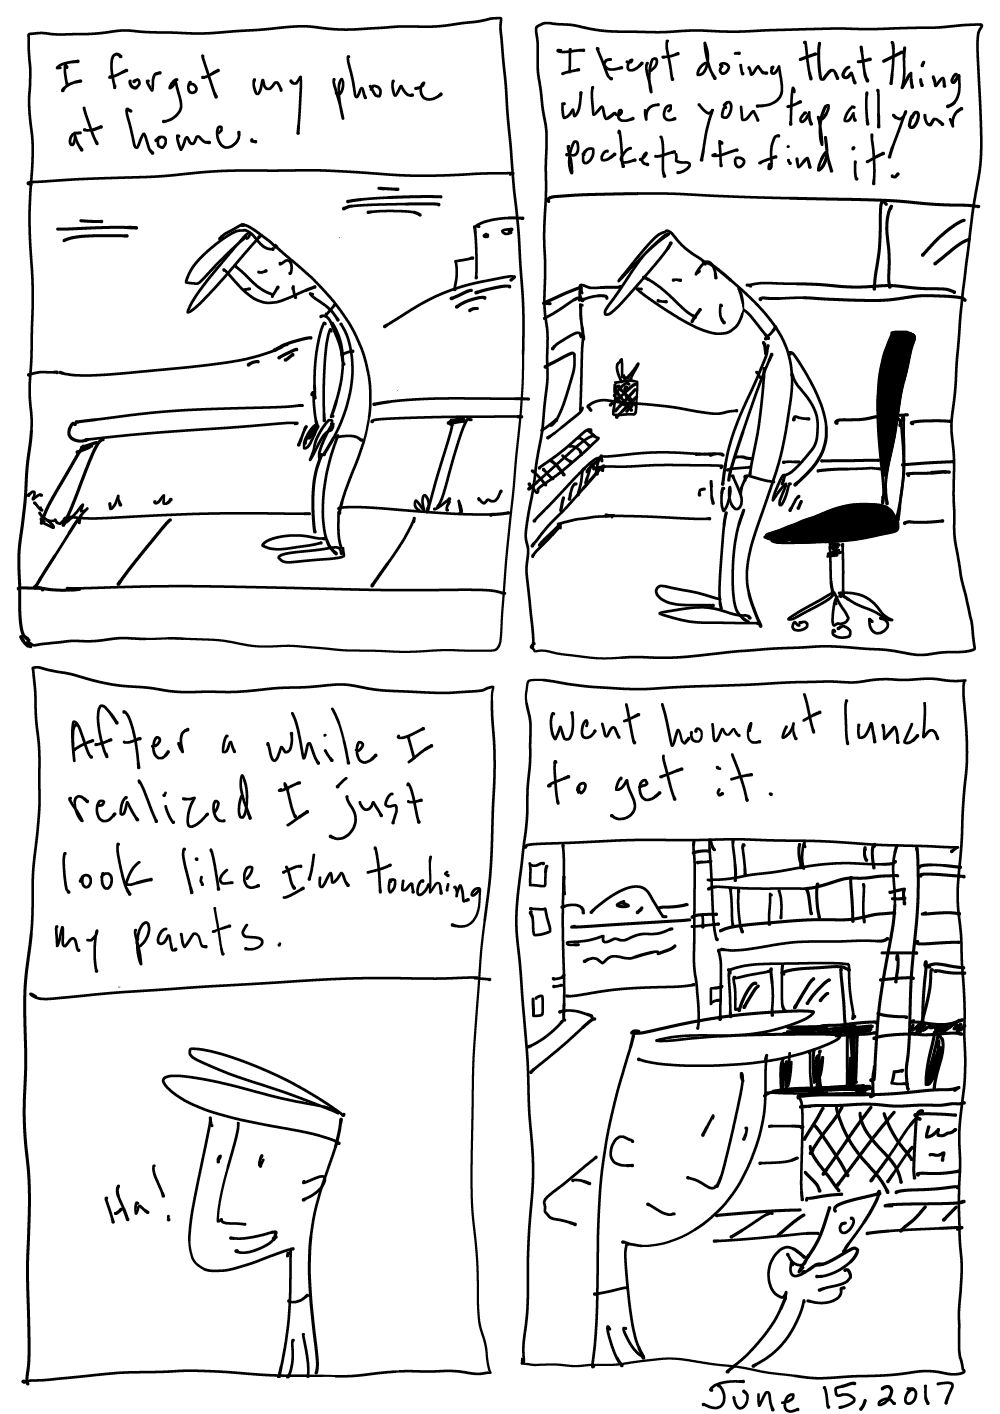 I forgot my phone
at home.
I kept doing that thing
where you tap all your
pockets to find it.
After a while I
realized I just
look like I'm touching
my pants.
Ha!
Went home at lunch
to get it.
June 15, 2017